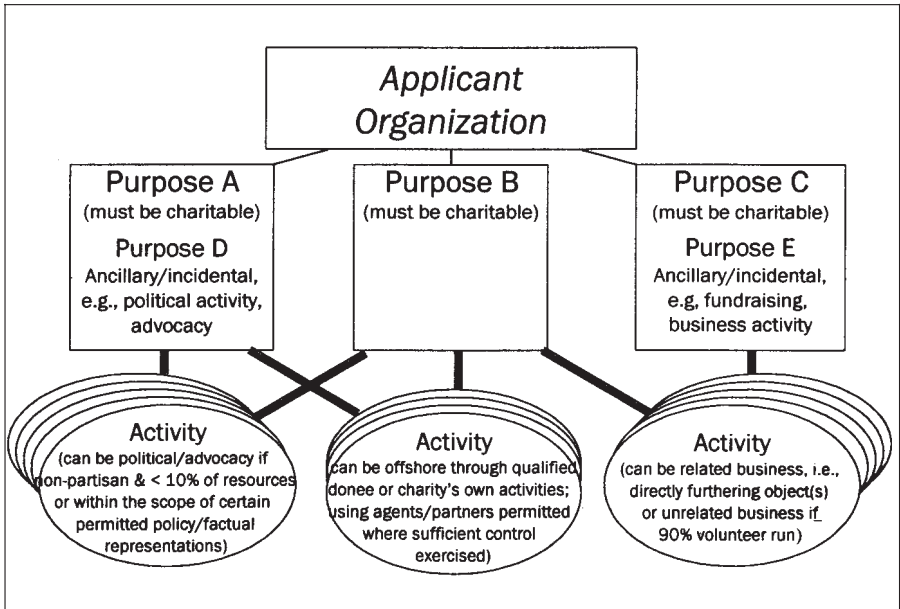 Applicant
Organization
Purpose A
(must be charitable)
Purpose D
Ancillary/incidental,
e.g., political activity,
advocacy
Purpose B
(must be charitable)
Purpose C
(must be charitable)
Purpose E
Ancillary/incidental,
e.g, fundraising,
business activity
Activity
(can be political/advocacy if
non-partisan & < 10% of resources
or within the scope of certain
permitted policy/factual
representations)
Activity
(can be offshore through qualified
donee or charity's own activities;
using agents/partners permitted
where sufficient control
exercised)
Activity
(can be related business, i.e.,
directly furthering object(s)
or unrelated business if
90% volunteer run)